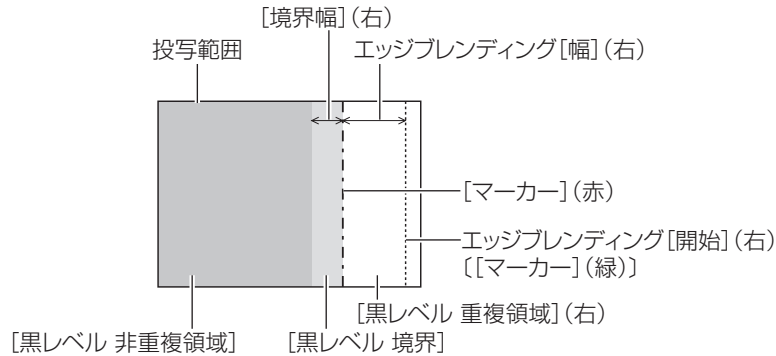 [境界幅](右)
投写範囲
エッジブレンディング[幅](右)
[マーカー](赤)
エッジブレンディング[開始](右)
〔[マーカー](緑)〕
[黒レベル 重複領域](右)
[黒レベル 非重複領域]
[黒レベル 境界]